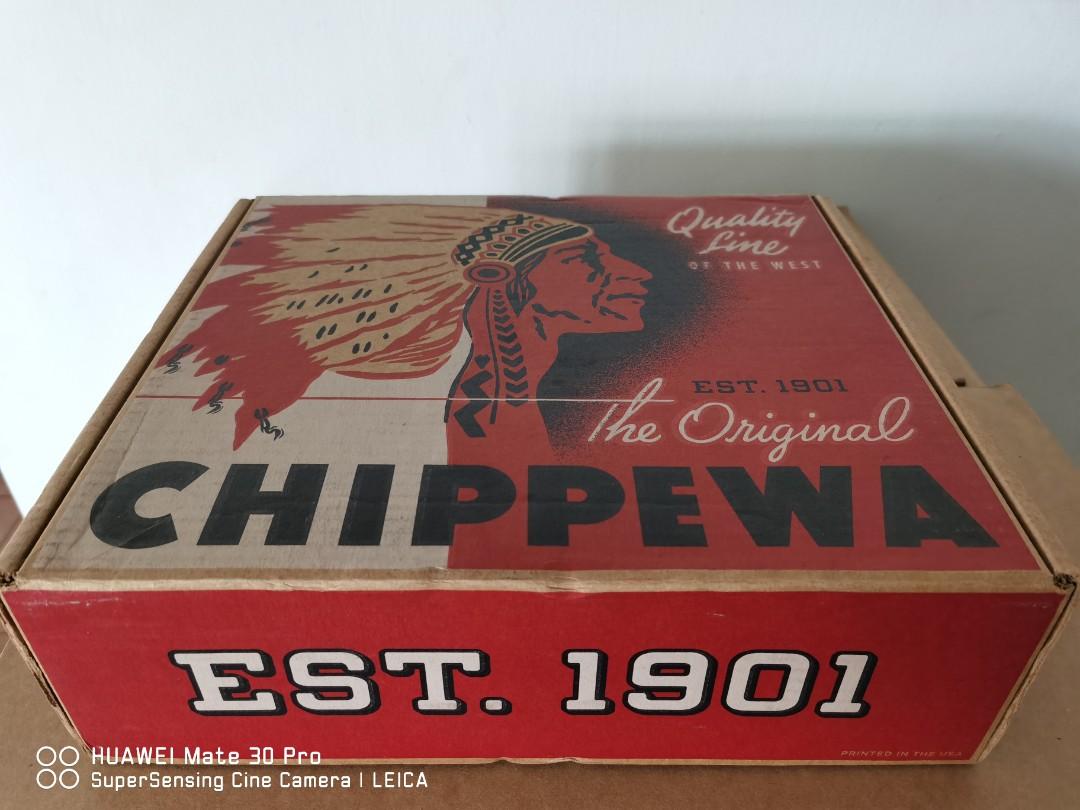 Quality
Line
OF THE WEST
EST. 1901
The Original
CHIPPEWA
EST. 1901
PRINTED IN THE USA
HUAWEI Mate 30 Pro
SuperSensing Cine Camera | LEICA